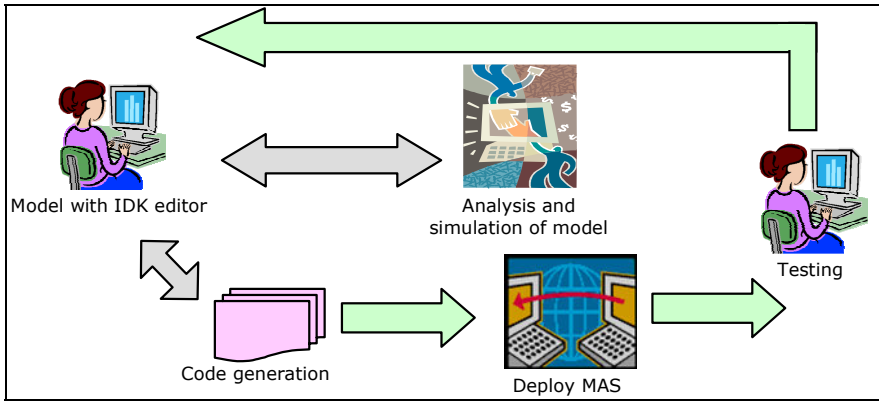 Model with IDK editor
Analysis and
simulation of model
Testing
Code generation
Deploy MAS